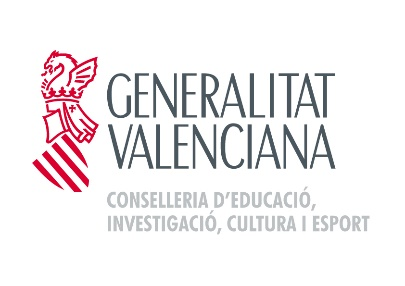 GENERALITAT
VALENCIANA
CONSELLERIA D'EDUCACIÓ,
INVESTIGACIÓ, CULTURA I ESPORT